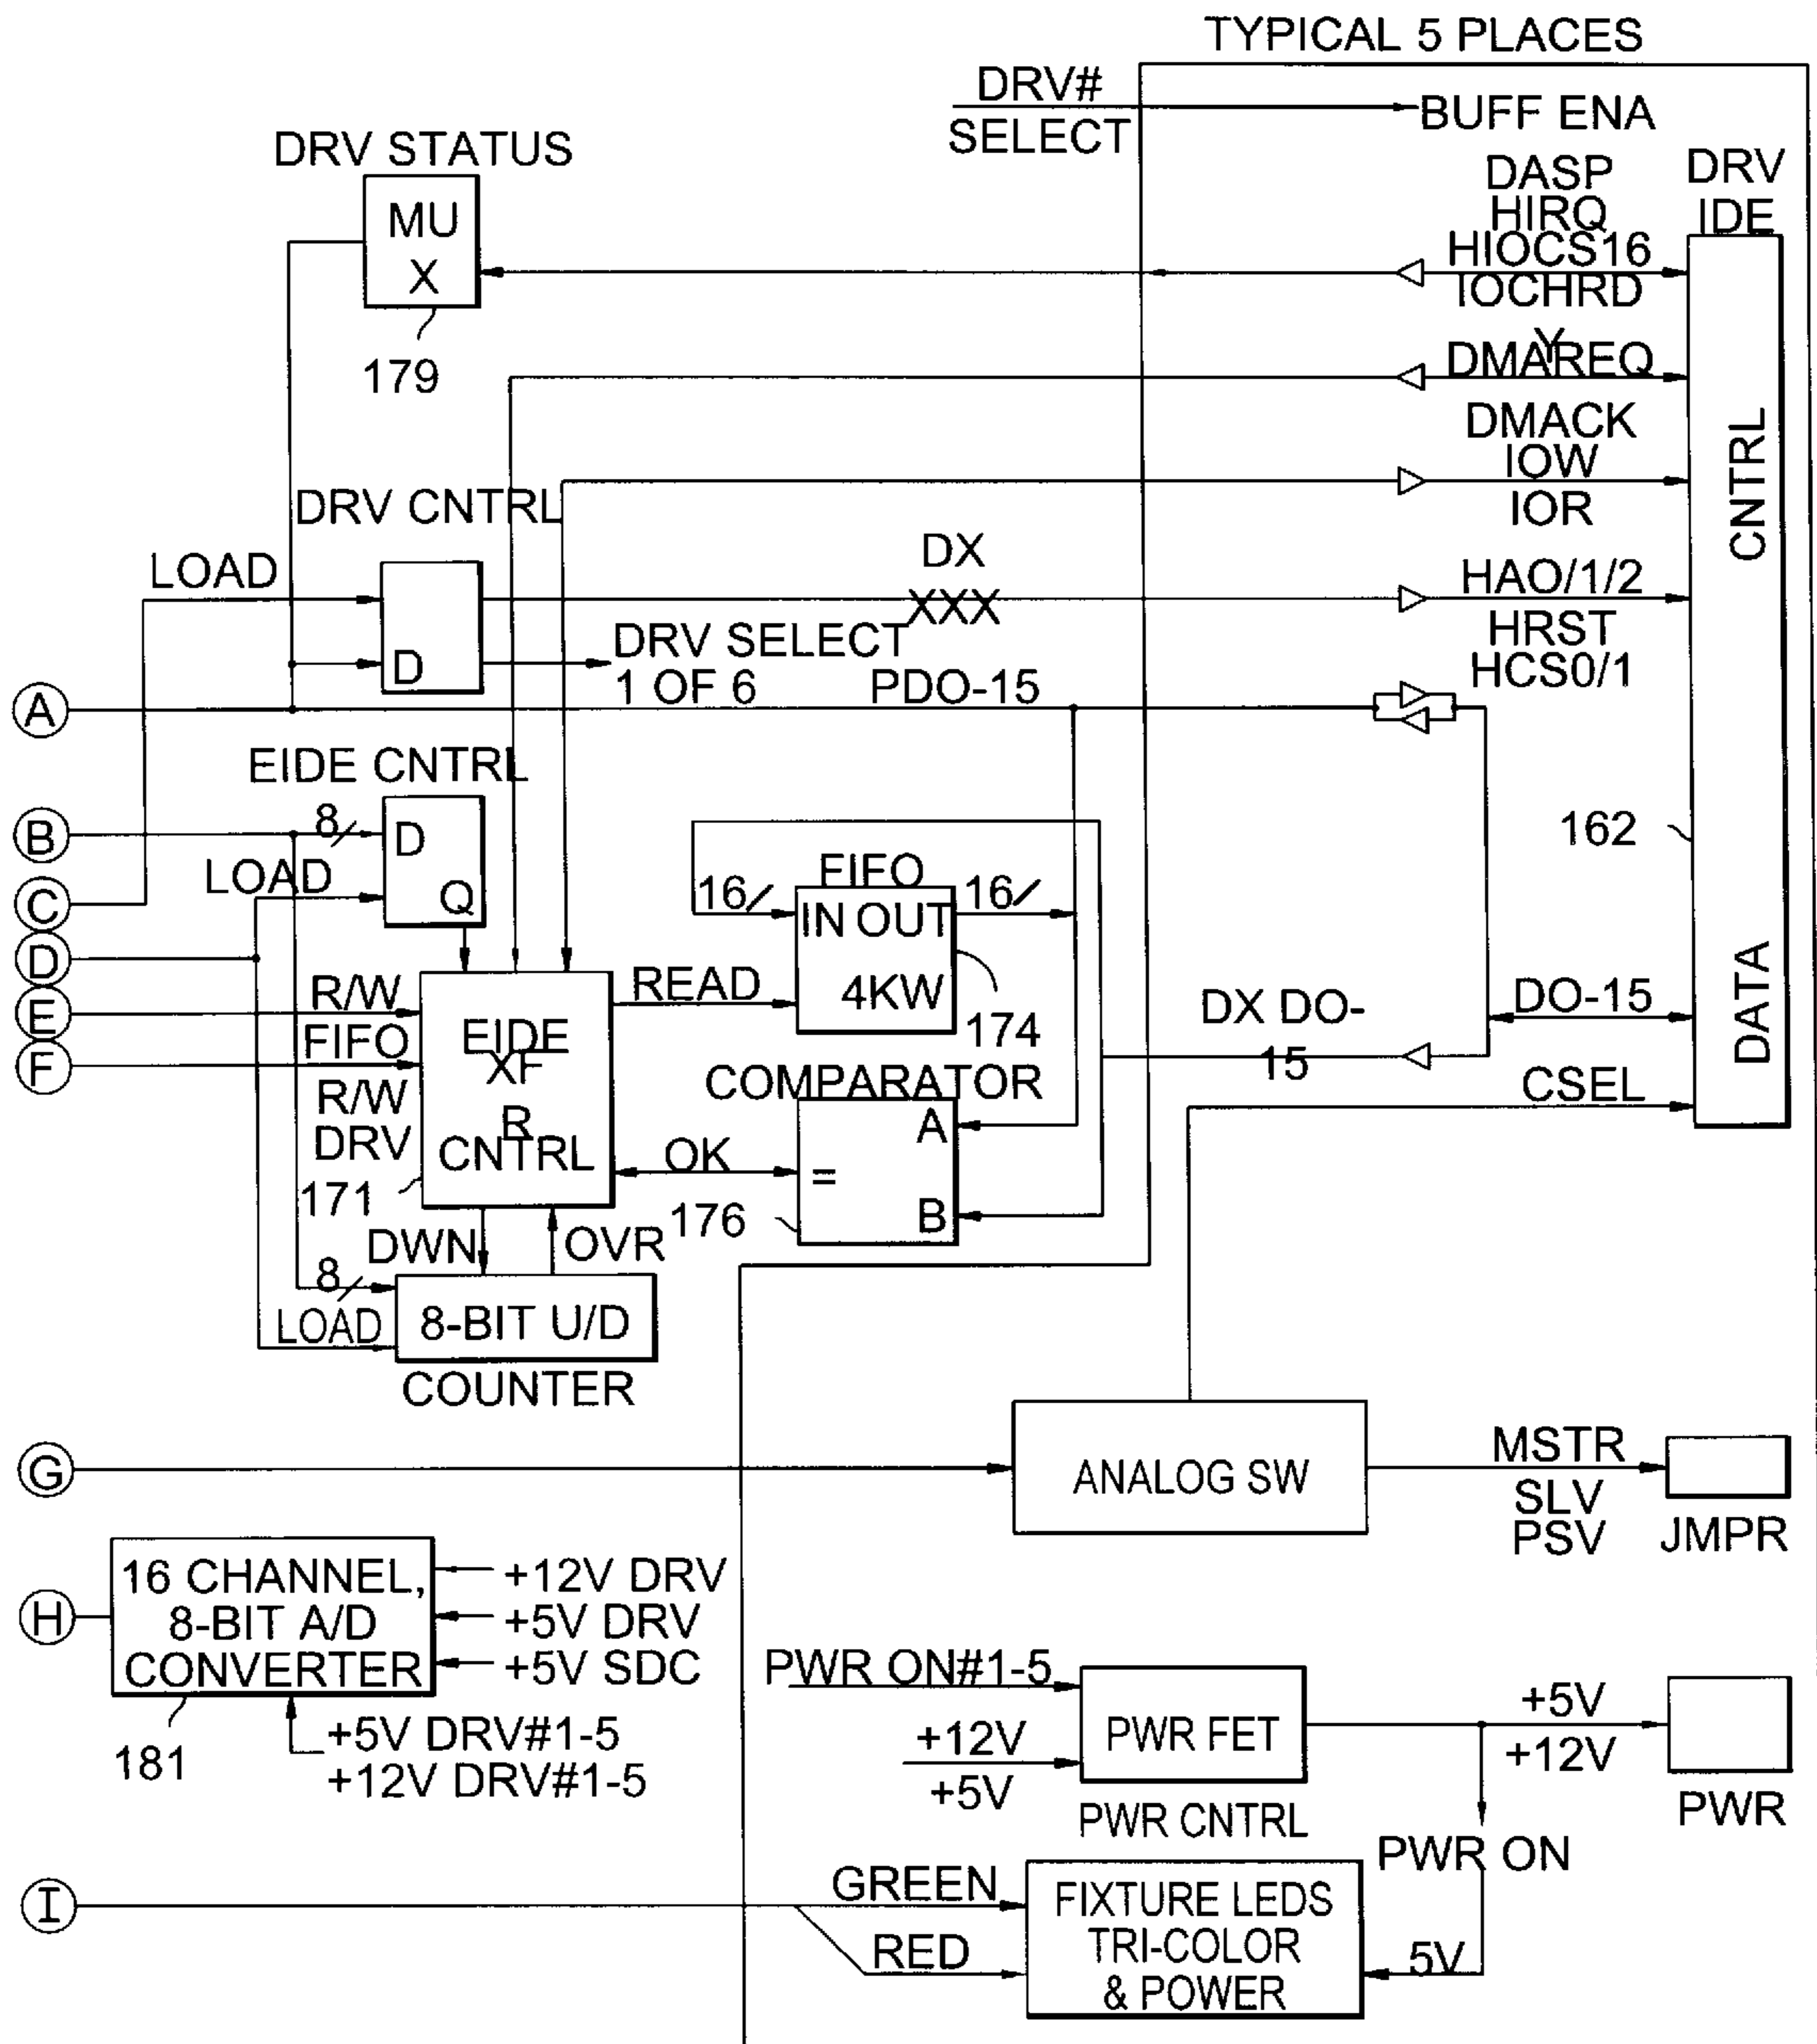 TYPICAL 5 PLACES
DRV#
SELECT
BUFF ENA
DRV STATUS
MU
X
179
DASP
HIRQ
HIOCS16
IOCHRD
Y
DRV
IDE
DMAREQ
DMACK
IOW
IOR
CNTRL
DRV CNTRL
LOAD
D
DX
XXX
HAO/1/2
HRST
HCS0/1
DRV SELECT
1 OF 6
PDO-15
A
EIDE CNTRL
B
8
D
Q
LOAD
C
D
E
F
162
FIFO
16
IN OUT
16
4KW
174
READ
R/W
FIFO
R/W
DRV
EIDE
XF
R
CNTRL
171
DX DO-
15
DO-15
DATA
CSEL
COMPARATOR
A
=
B
OK
176
DWN
OVR
8
LOAD
8-BIT U/D
COUNTER
G
ANALOG SW
MSTR
SLV
PSV
JMPR
H
16 CHANNEL,
8-BIT A/D
CONVERTER
+12V DRV
+5V DRV
+5V SDC
181
+5V DRV#1-5
+12V DRV#1-5
PWR ON#1-5
+12V
+5V
PWR FET
PWR CNTRL
+5V
+12V
PWR
PWR ON
I
GREEN
RED
FIXTURE LEDS
TRI-COLOR
& POWER
5V